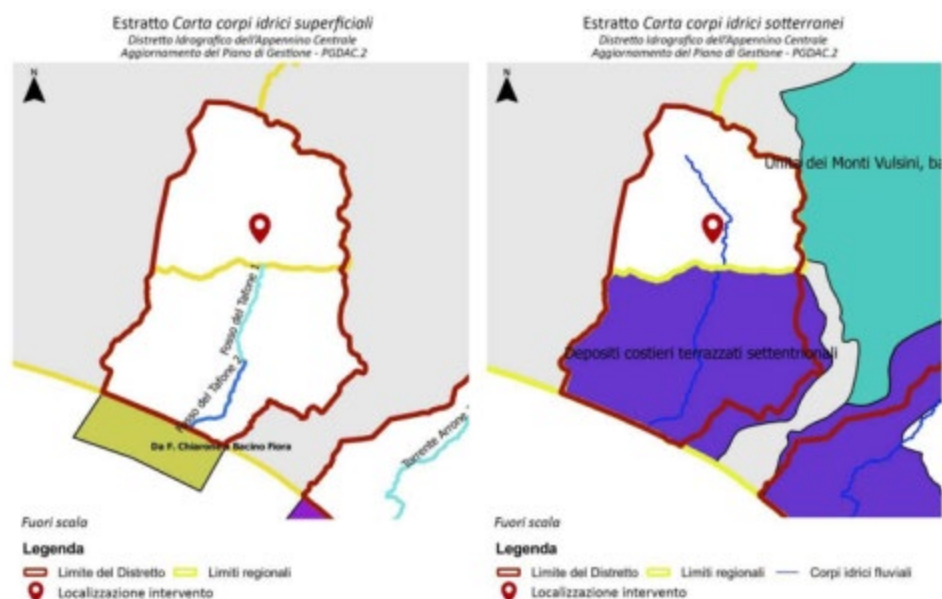 Estratto Carta corpi idrici superficiali
Distretto Idrografico dell'Appennino Centrale
Aggiornamento del Piano di Gestione - PGDAC.2
N
Fosso del Tafone 1
Fosso del Tafone 2
Da F. Chiarone a Bacino Fiora
Torrente Arrone
Fuori scala
Legenda
Limite del Distretto
Limiti regionali
Localizzazione intervento
Estratto Carta corpi idrici sotterranei
Distretto Idrografico dell'Appennino Centrale
Aggiornamento del Piano di Gestione - PGDAC.2
N
Unità dei Monti Vulsini, ba
Depositi costieri terrazzati settentrionali
Fuori scala
Legenda
Limite del Distretto
Limiti regionali
Corpi idrici fluviali
Localizzazione intervento